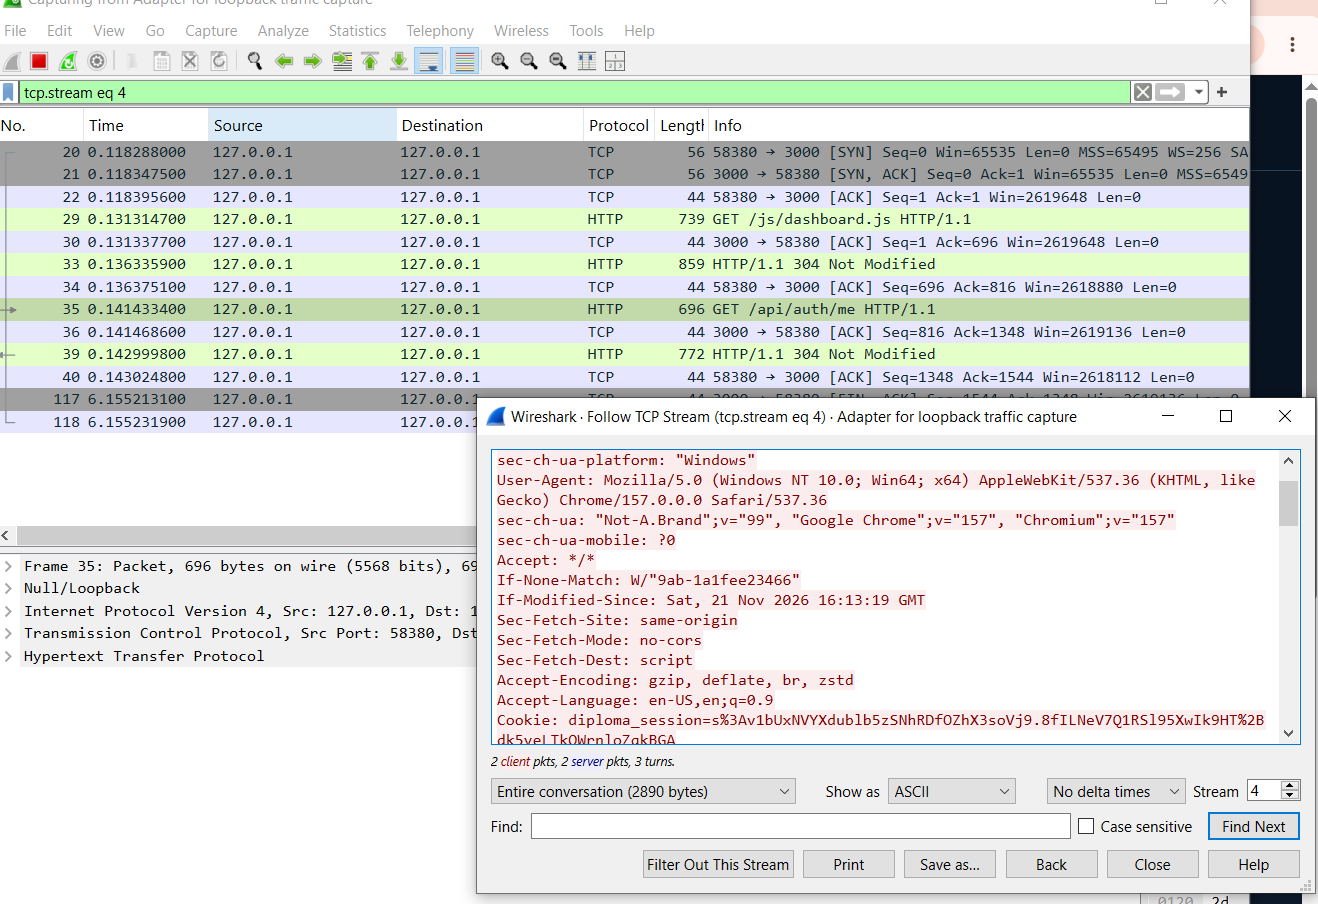 Capturing from Adapter for loopback traffic capture
File Edit View Go Capture Analyze Statistics Telephony Wireless Tools Help
tcp.stream eq 4
No. Time Source Destination Protocol Length Info
20 0.118288000 127.0.0.1 127.0.0.1 TCP 56 58380 → 3000 [SYN] Seq=0 Win=65535 Len=0 MSS=65495 WS=256 SA
21 0.118347500 127.0.0.1 127.0.0.1 TCP 56 3000 → 58380 [SYN, ACK] Seq=0 Ack=1 Win=65535 Len=0 MSS=6549
22 0.118395600 127.0.0.1 127.0.0.1 TCP 44 58380 → 3000 [ACK] Seq=1 Ack=1 Win=2619648 Len=0
29 0.131314700 127.0.0.1 127.0.0.1 HTTP 739 GET /js/dashboard.js HTTP/1.1
30 0.131337700 127.0.0.1 127.0.0.1 TCP 44 3000 → 58380 [ACK] Seq=1 Ack=696 Win=2619648 Len=0
33 0.136335900 127.0.0.1 127.0.0.1 HTTP 859 HTTP/1.1 304 Not Modified
34 0.136375100 127.0.0.1 127.0.0.1 TCP 44 58380 → 3000 [ACK] Seq=696 Ack=816 Win=2618880 Len=0
35 0.141433400 127.0.0.1 127.0.0.1 HTTP 696 GET /api/auth/me HTTP/1.1
36 0.141468600 127.0.0.1 127.0.0.1 TCP 44 3000 → 58380 [ACK] Seq=816 Ack=1348 Win=2619136 Len=0
39 0.142999800 127.0.0.1 127.0.0.1 HTTP 772 HTTP/1.1 304 Not Modified
40 0.143024800 127.0.0.1 127.0.0.1 TCP 44 58380 → 3000 [ACK] Seq=1348 Ack=1544 Win=2618112 Len=0
117 6.155213100 127.0.0.1 127.0.0.1
118 6.155231900 127.0.0.1 127.0.0.1
Frame 35: Packet, 696 bytes on wire (5568 bits), 69
Null/Loopback
Internet Protocol Version 4, Src: 127.0.0.1, Dst: 1
Transmission Control Protocol, Src Port: 58380, Dst
Hypertext Transfer Protocol
Wireshark · Follow TCP Stream (tcp.stream eq 4) · Adapter for loopback traffic capture
sec-ch-ua-platform: "Windows"
User-Agent: Mozilla/5.0 (Windows NT 10.0; Win64; x64) AppleWebKit/537.36 (KHTML, like
Gecko) Chrome/157.0.0.0 Safari/537.36
sec-ch-ua: "Not-A.Brand";v="99", "Google Chrome";v="157", "Chromium";v="157"
sec-ch-ua-mobile: ?0
Accept: */*
If-None-Match: W/"9ab-1a1fee23466"
If-Modified-Since: Sat, 21 Nov 2026 16:13:19 GMT
Sec-Fetch-Site: same-origin
Sec-Fetch-Mode: no-cors
Sec-Fetch-Dest: script
Accept-Encoding: gzip, deflate, br, zstd
Accept-Language: en-US,en;q=0.9
Cookie: diploma_session=s%3Av1bUxNVYXdublb5zSNhRDfOZhX3soVj9.8fILNeV7Q1RSl95XwIk9HT%2B
dk5veLTkOWrnloZqkBGA
2 client pkts, 2 server pkts, 3 turns.
Entire conversation (2890 bytes) Show as ASCII No delta times Stream 4
Find: Case sensitive Find Next
Filter Out This Stream Print Save as... Back Close Help
0120 2d